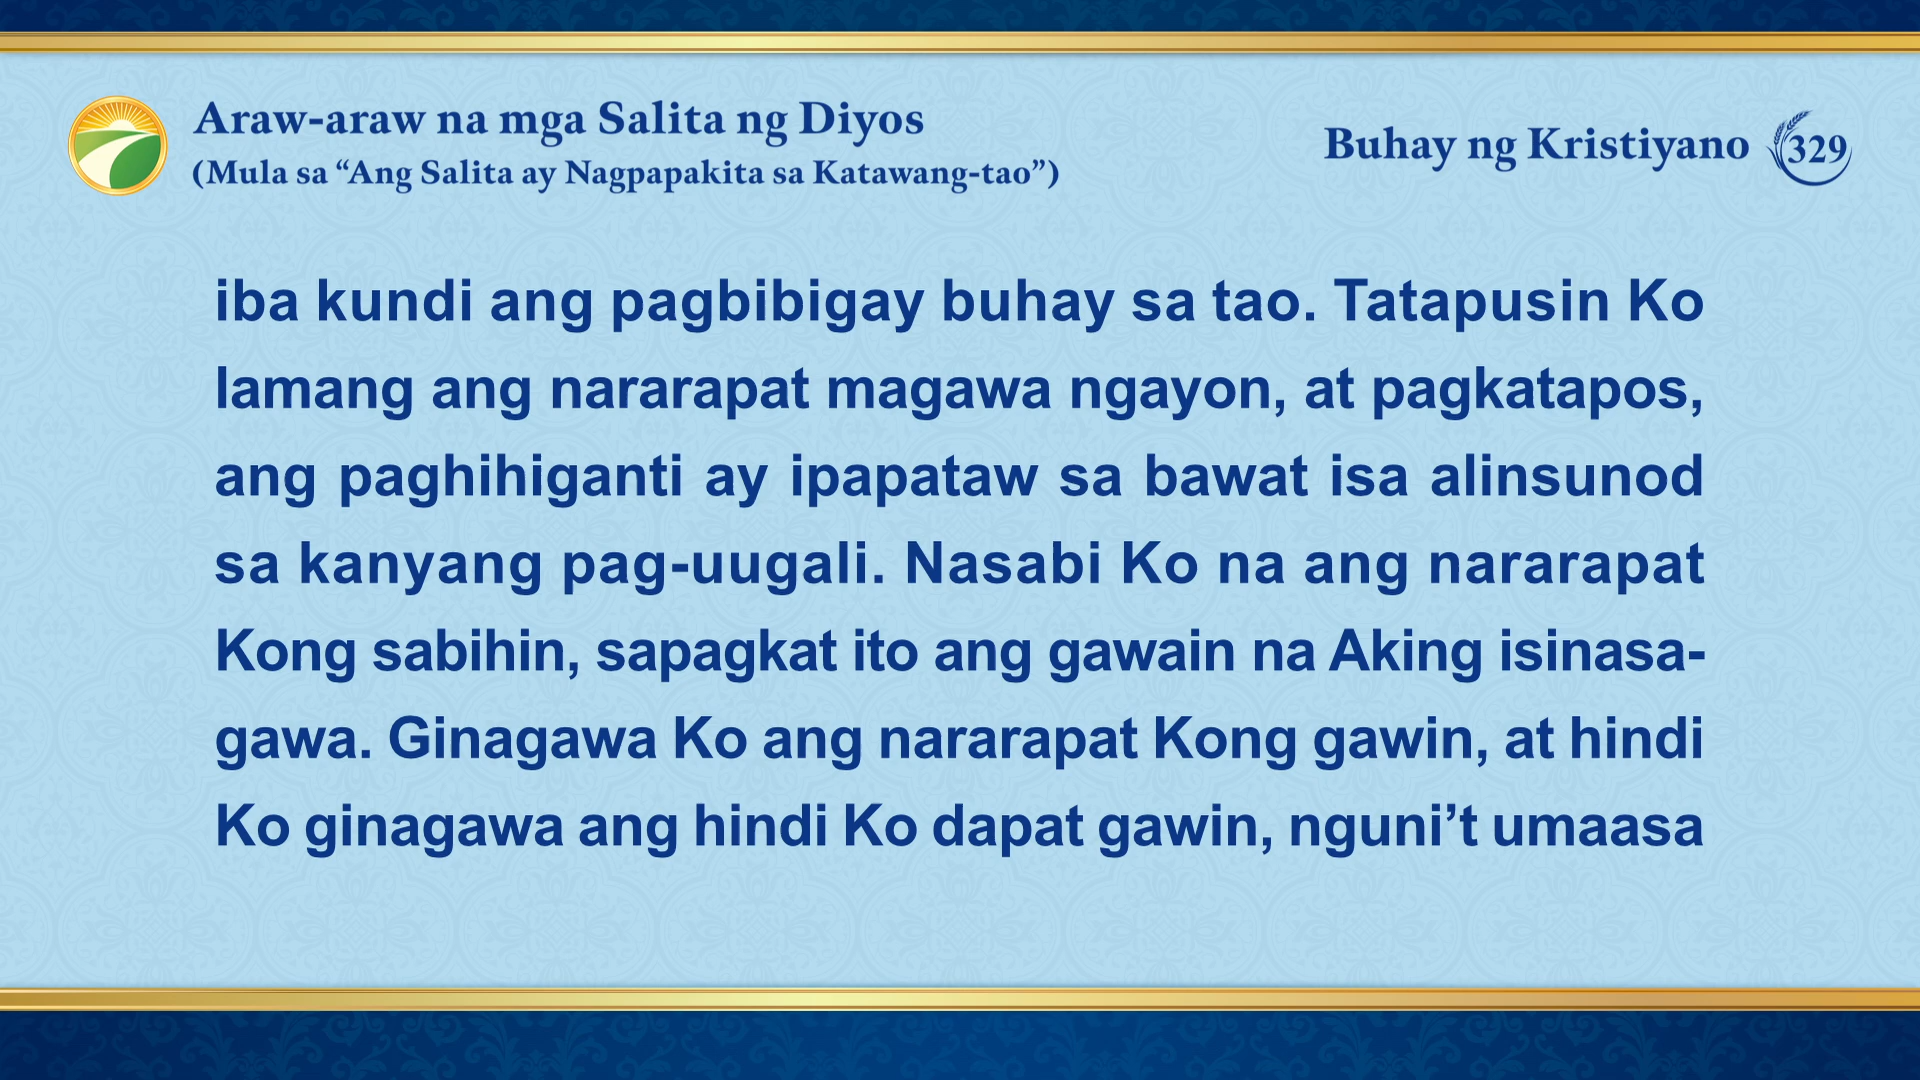 Araw-araw na mga Salita ng Diyos
(Mula sa “Ang Salita ay Nagpapakita sa Katawang-tao”)
Buhay ng Kristiyano 329
iba kundi ang pagbibigay buhay sa tao. Tatapusin Ko
lamang ang nararapat magawa ngayon, at pagkatapos,
ang paghihiganti ay ipapataw sa bawat isa alinsunod
sa kanyang pag-uugali. Nasabi Ko na ang nararapat
Kong sabihin, sapagkat ito ang gawain na Aking isinasa-
gawa. Ginagawa Ko ang nararapat Kong gawin, at hindi
Ko ginagawa ang hindi Ko dapat gawin, nguni’t umaasa